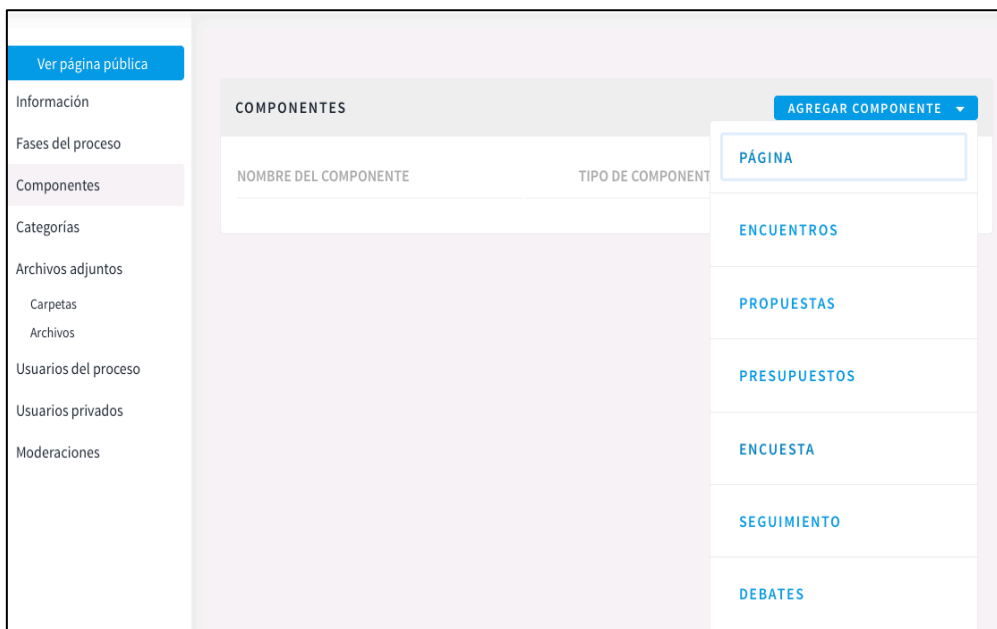 Ver página pública
Información
Fases del proceso
Componentes
Categorías
Archivos adjuntos
Carpetas
Archivos
Usuarios del proceso
Usuarios privados
Moderaciones
COMPONENTES
AGREGAR COMPONENTE
NOMBRE DEL COMPONENTE
TIPO DE COMPONENT
PÁGINA
ENCUENTROS
PROPUESTAS
PRESUPUESTOS
ENCUESTA
SEGUIMIENTO
DEBATES